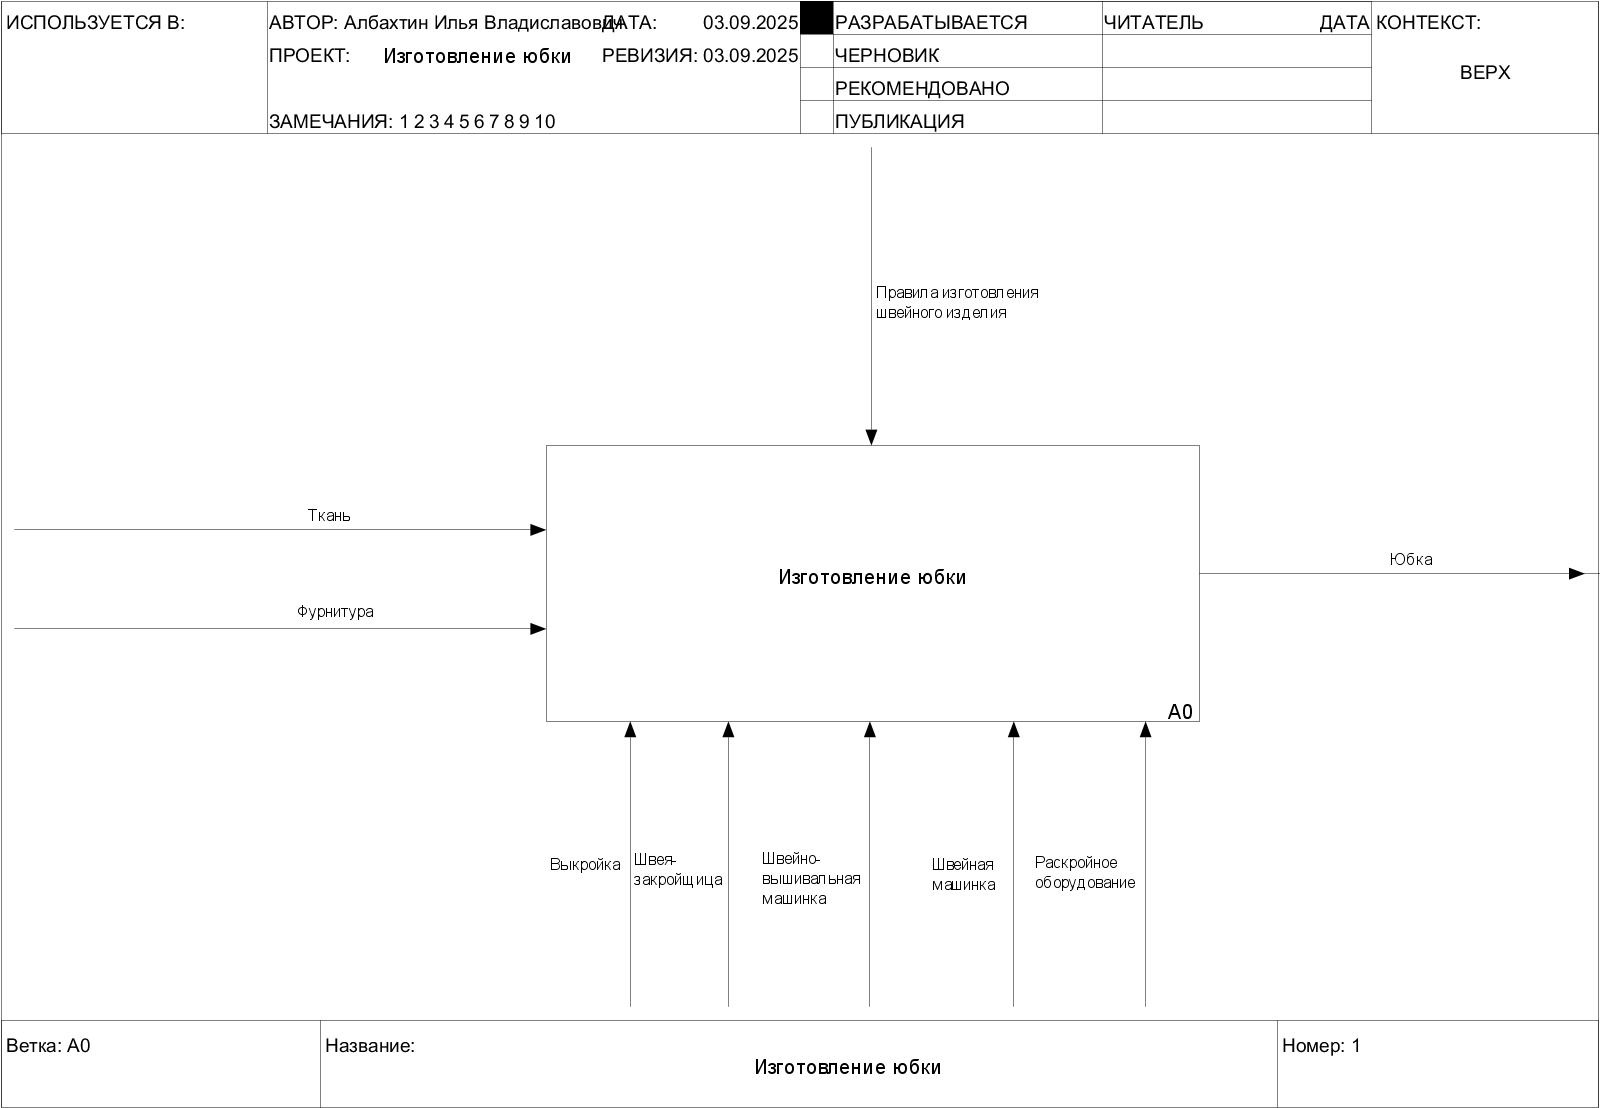 ИСПОЛЬЗУЕТСЯ В:
АВТОР: Албахтин Илья Владиславович
ДАТА: 03.09.2025
ПРОЕКТ: Изготовление юбки
РЕВИЗИЯ: 03.09.2025
ЗАМЕЧАНИЯ: 1 2 3 4 5 6 7 8 9 10
РАЗРАБАТЫВАЕТСЯ
ЧЕРНОВИК
РЕКОМЕНДОВАНО
ПУБЛИКАЦИЯ
ЧИТАТЕЛЬ ДАТА
КОНТЕКСТ:
ВЕРХ
Правила изготовления
швейного изделия
Ткань
Фурнитура
Изготовление юбки
A0
Юбка
Выкройка
Швея-
закройщица
Швейно-
вышивальная
машинка
Швейная
машинка
Раскройное
оборудование
Ветка: A0
Название:
Изготовление юбки
Номер: 1